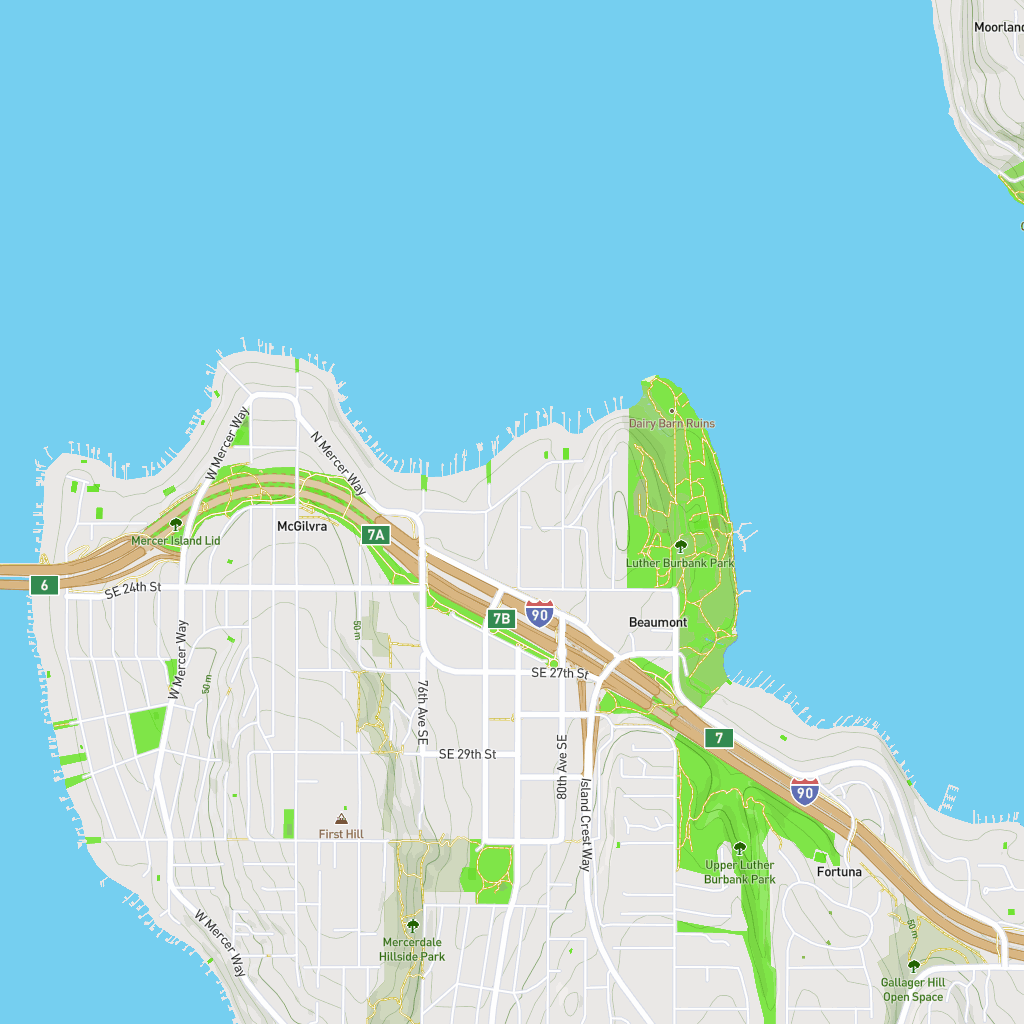 Moorland
Dairy Barn Ruins
W Mercer Way
N Mercer Way
McGilvra
7A
Mercer Island Lid
Luther Burbank Park
6
SE 24th St
90
7B
Beaumont
50 m
SE 27th St
W Mercer Way
50 m
76th Ave SE
7
SE 29th St
80th Ave SE
90
Island Crest Way
First Hill
Upper Luther
Burbank Park
Fortuna
W Mercer Way
Mercerdale
Hillside Park
50 m
Gallager Hill
Open Space